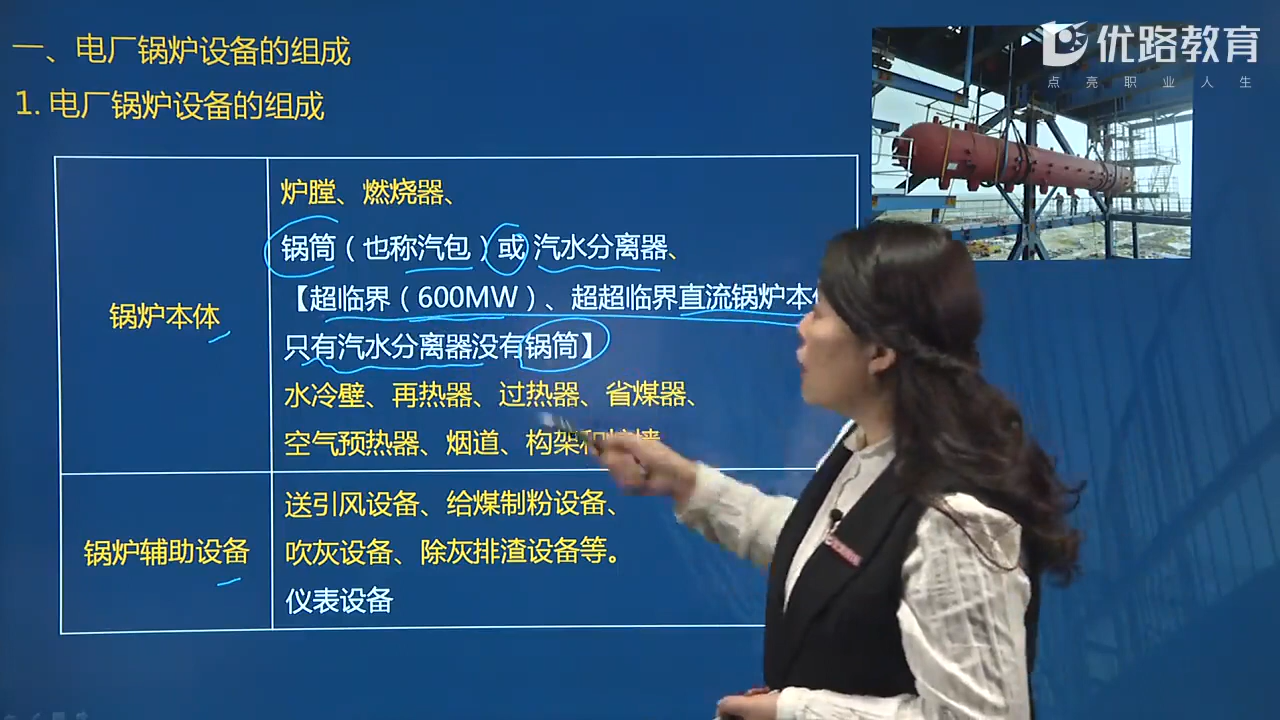 一、电厂锅炉设备的组成
1. 电厂锅炉设备的组成
优路教育
点亮职业人生
锅炉本体
炉膛、燃烧器、
锅筒（也称汽包）或 汽水分离器、
【超临界（600MW）、超超临界直流锅炉本
只有汽水分离器没有锅筒】
水冷壁、再热器、过热器、省煤器、
空气预热器、烟道、构架和
锅炉辅助设备
送引风设备、给煤制粉设备、
吹灰设备、除灰排渣设备等。
仪表设备